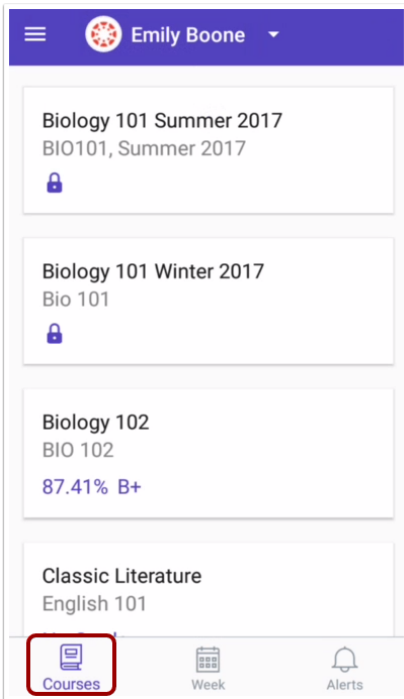 Emily Boone
Biology 101 Summer 2017
BIO101, Summer 2017
Biology 101 Winter 2017
Bio 101
Biology 102
BIO 102
87.41% B+
Classic Literature
English 101
Courses
Week
Alerts